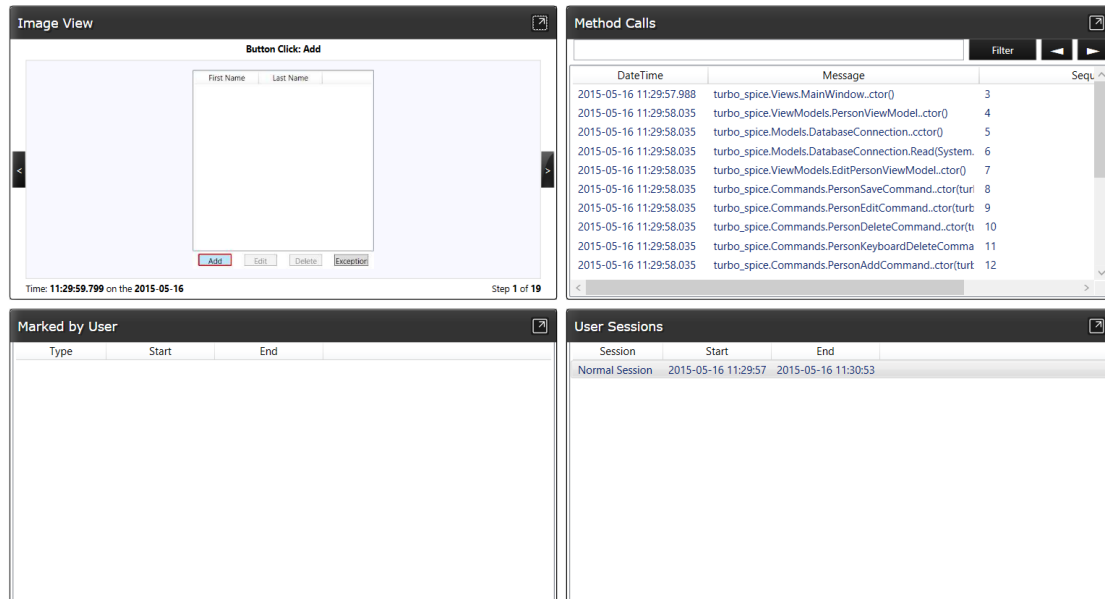 Image View
Button Click: Add
First Name Last Name
<
>
Add Edit Delete Exception
Time: 11:29:59.799 on the 2015-05-16 Step 1 of 19
Method Calls
Filter
DateTime Message Sequ
2015-05-16 11:29:57.988 turbo_spice.Views.MainWindow..ctor() 3
2015-05-16 11:29:58.035 turbo_spice.ViewModels.PersonViewModel..ctor() 4
2015-05-16 11:29:58.035 turbo_spice.Models.DatabaseConnection..cctor() 5
2015-05-16 11:29:58.035 turbo_spice.Models.DatabaseConnection.Read(System. 6
2015-05-16 11:29:58.035 turbo_spice.ViewModels.EditPersonViewModel..ctor() 7
2015-05-16 11:29:58.035 turbo_spice.Commands.PersonSaveCommand..ctor(turl 8
2015-05-16 11:29:58.035 turbo_spice.Commands.PersonEditCommand..ctor(turb 9
2015-05-16 11:29:58.035 turbo_spice.Commands.PersonDeleteCommand..ctor(tu 10
2015-05-16 11:29:58.035 turbo_spice.Commands.PersonKeyboardDeleteComma 11
2015-05-16 11:29:58.035 turbo_spice.Commands.PersonAddCommand..ctor(turt 12
Marked by User
Type Start End
User Sessions
Session Start End
Normal Session 2015-05-16 11:29:57 2015-05-16 11:30:53